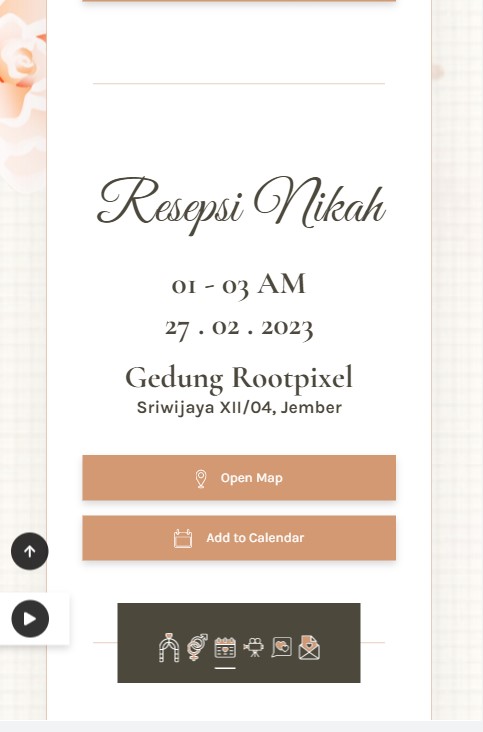 Resepsi Nikah
01 - 03 AM
27 . 02 . 2023
Gedung Rootpixel
Sriwijaya XII/04, Jember
Open Map
Add to Calendar